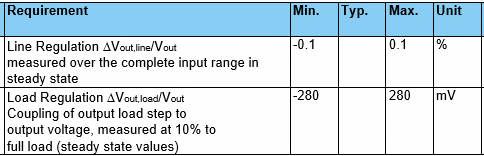 Requirement Min. Typ. Max. Unit
Line Regulation ΔVout,line/Vout -0.1 0.1 %
measured over the complete input range in
steady state
Load Regulation ΔVout,load/Vout -280 280 mV
Coupling of output load step to
output voltage, measured at 10% to
full load (steady state values)